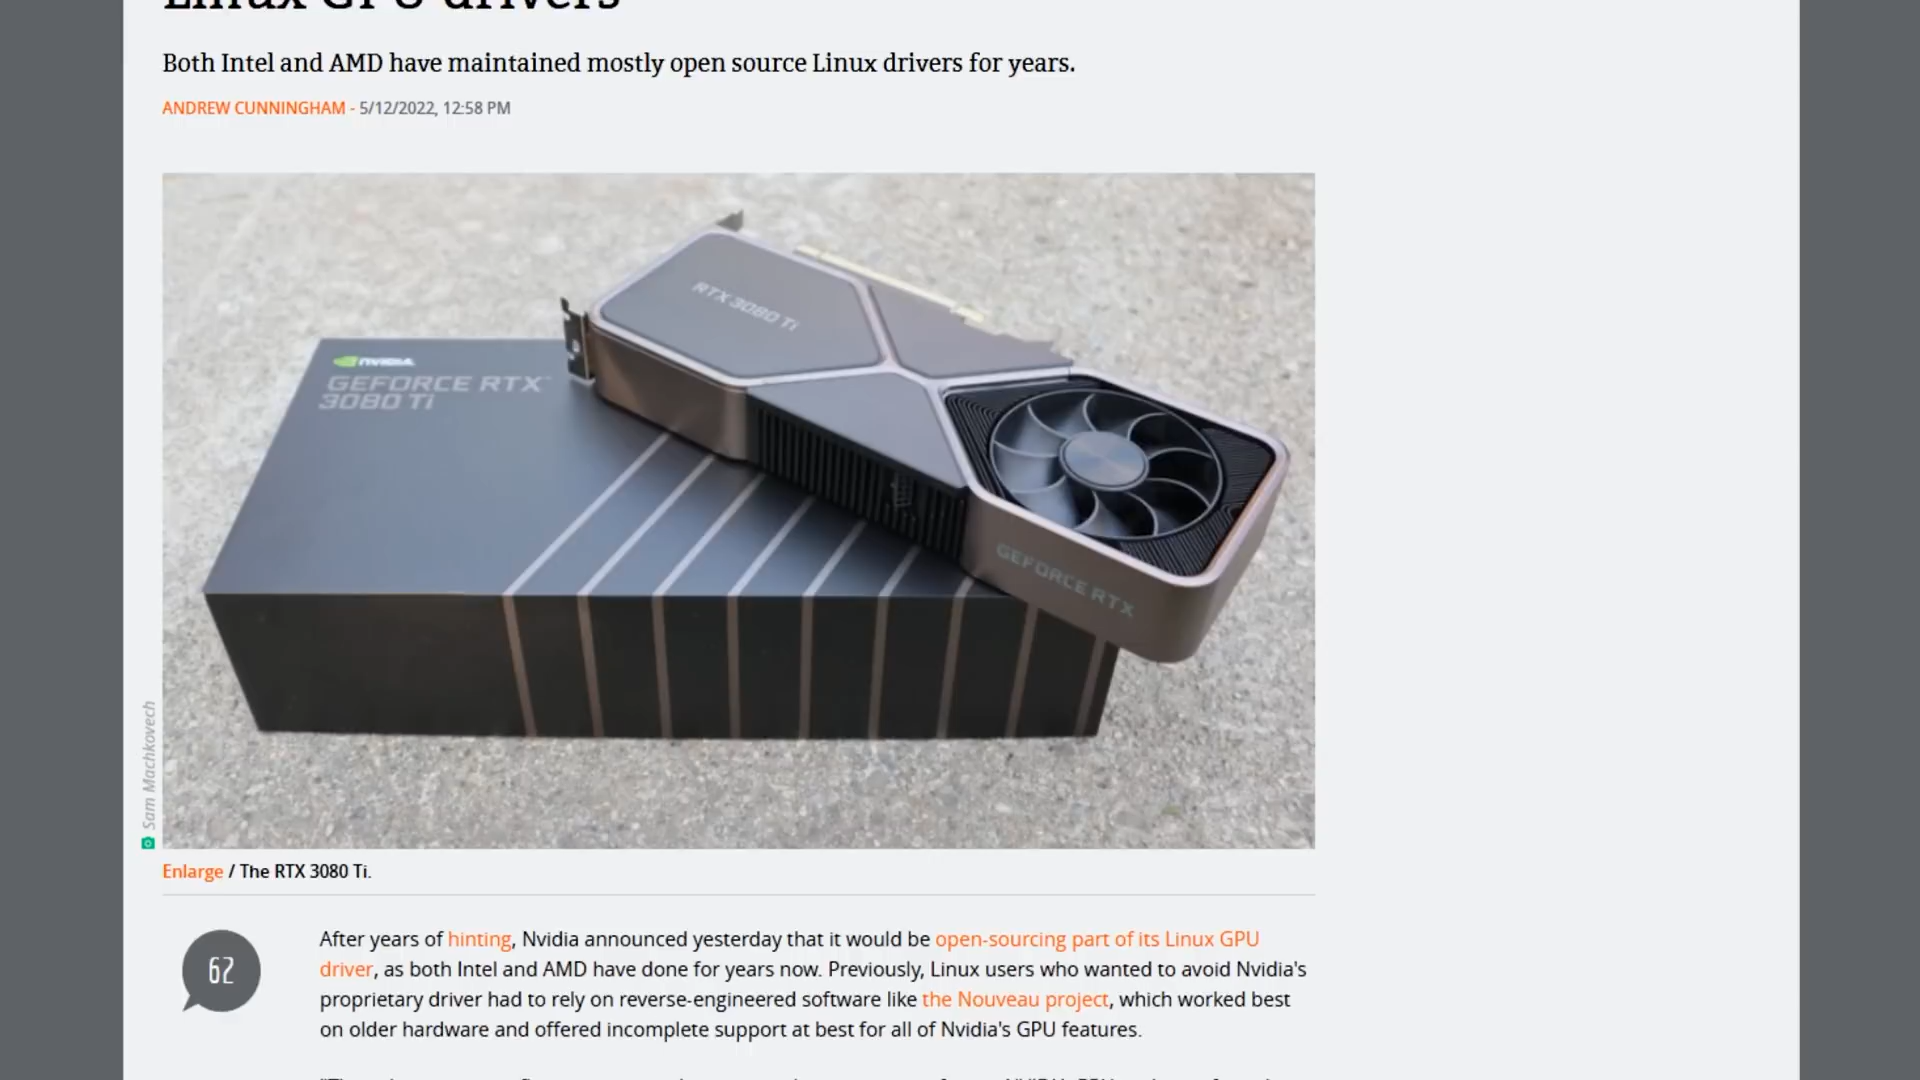 Linux GPU drivers
Both Intel and AMD have maintained mostly open source Linux drivers for years.
ANDREW CUNNINGHAM - 5/12/2022, 12:58 PM
RTX 3080 Ti
NVIDIA
GEFORCE RTX™
3080 Ti
GEFORCE RTX
Sam Machkovech
Enlarge / The RTX 3080 Ti.
62
After years of hinting, Nvidia announced yesterday that it would be open-sourcing part of its Linux GPU
driver, as both Intel and AMD have done for years now. Previously, Linux users who wanted to avoid Nvidia's
proprietary driver had to rely on reverse-engineered software like the Nouveau project, which worked best
on older hardware and offered incomplete support at best for all of Nvidia's GPU features.